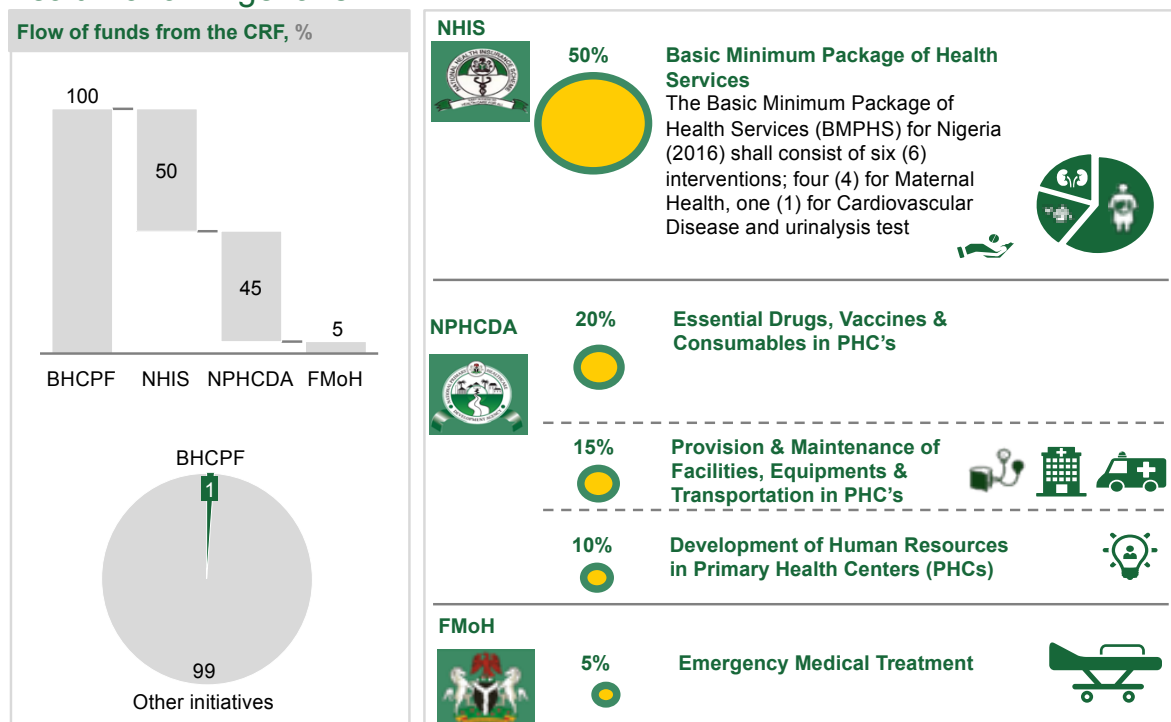 Flow of funds from the CRF, %
100
50
45
5
BHCPF NHIS NPHCDA FMoH
BHCPF
1
99
Other initiatives
NHIS
50%
Basic Minimum Package of Health
Services
The Basic Minimum Package of
Health Services (BMPHS) for Nigeria
(2016) shall consist of six (6)
interventions; four (4) for Maternal
Health, one (1) for Cardiovascular
Disease and urinalysis test
NPHCDA
20%
Essential Drugs, Vaccines &
Consumables in PHC's
15%
Provision & Maintenance of
Facilities, Equipments &
Transportation in PHC's
10%
Development of Human Resources
in Primary Health Centers (PHCs)
FMoH
5%
Emergency Medical Treatment